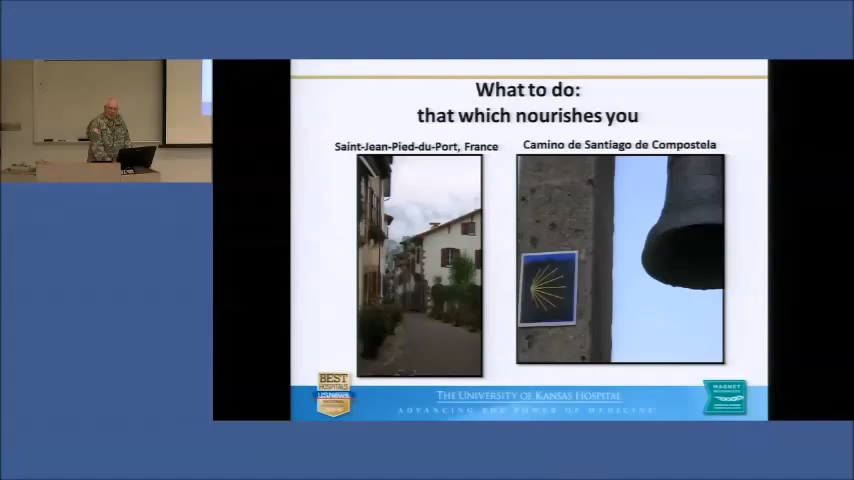 What to do:
that which nourishes you
Saint-Jean-Pied-du-Port, France
Camino de Santiago de Compostela
BEST
HOSPITALS
US News
THE UNIVERSITY OF KANSAS HOSPITAL
ADVANCING THE POWER OF MEDICINE
MAGNET